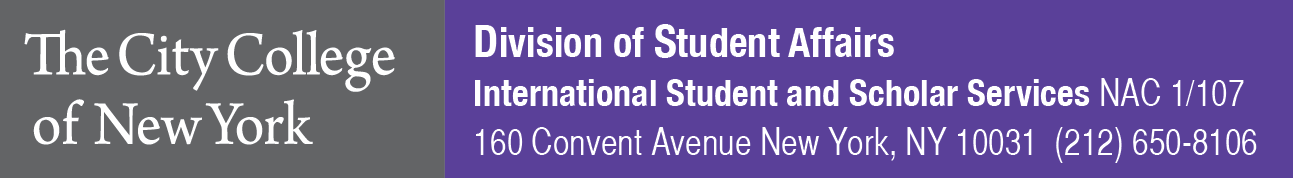 The City College
of New York
Division of Student Affairs
International Student and Scholar Services NAC 1/107
160 Convent Avenue New York, NY 10031 (212) 650-8106